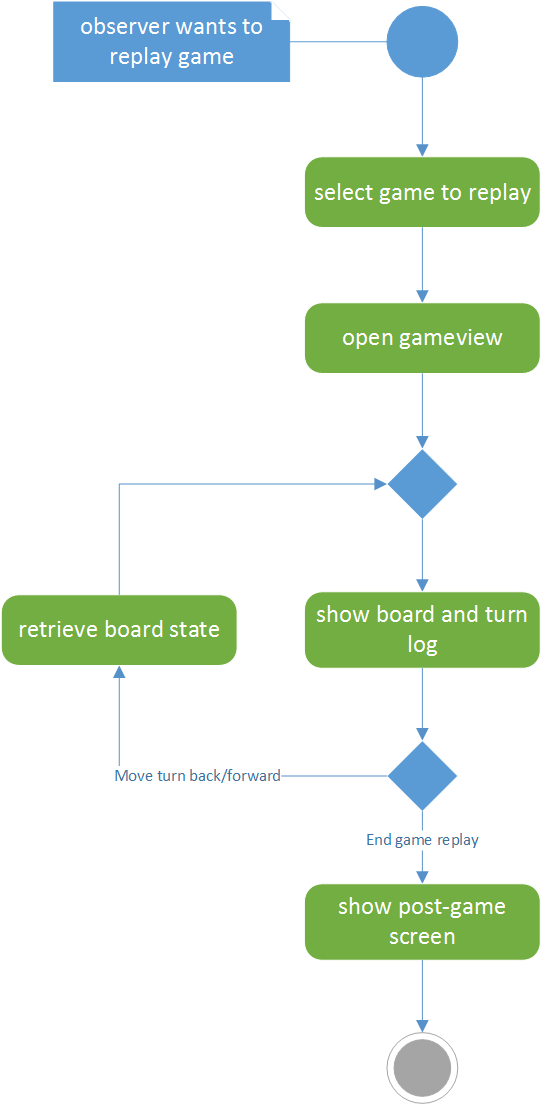 observer wants to
replay game
select game to replay
open gameview
retrieve board state
show board and turn
log
Move turn back/forward
End game replay
show post-game
screen